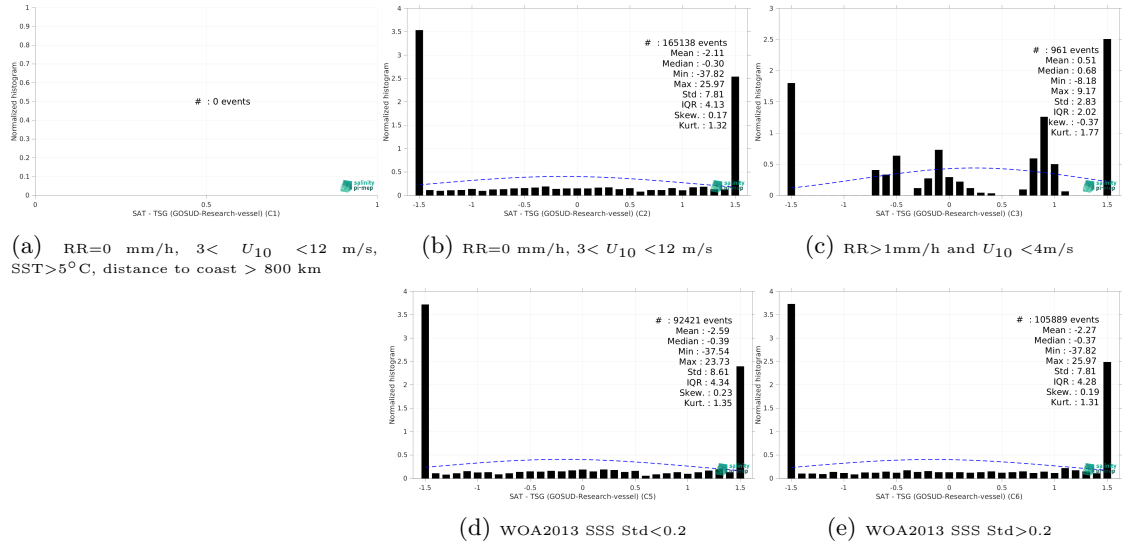 1
0.9
0.8
0.7
0.6
0.5
0.4
0.3
0.2
0.1
0
Normalized histogram
# : 0 events
salinity
pi-mep
0 0.5 1
SAT - TSG (GOSUD-Research-vessel) (C1)
(a) RR=0 mm/h, 3< U10 <12 m/s,
SST>5°C, distance to coast > 800 km
4
3.5
3
2.5
2
1.5
1
0.5
0
Normalized histogram
# : 165138 events
Mean : -2.11
Median : -0.30
Min : -37.82
Max : 25.97
Std : 7.81
IQR : 4.13
Skew. : 0.17
Kurt. : 1.32
salinity
pi-mep
-1.5 -1 -0.5 0 0.5 1 1.5
SAT - TSG (GOSUD-Research-vessel) (C2)
(b) RR=0 mm/h, 3< U10 <12 m/s
3
2.5
2
1.5
1
0.5
0
Normalized histogram
# : 961 events
Mean : 0.51
Median : 0.68
Min : -8.18
Max : 9.17
Std : 2.83
IQR : 2.02
kew. : -0.37
Kurt. : 1.77
salinity
pi-mep
-1.5 -1 -0.5 0 0.5 1 1.5
SAT - TSG (GOSUD-Research-vessel) (C3)
(c) RR>1mm/h and U10 <4m/s
4
3.5
3
2.5
2
1.5
1
0.5
0
Normalized histogram
# : 92421 events
Mean : -2.59
Median : -0.39
Min : -37.54
Max : 23.73
Std : 8.61
IQR : 4.34
Skew. : 0.23
Kurt. : 1.35
salinity
pi-mep
-1.5 -1 -0.5 0 0.5 1 1.5
SAT - TSG (GOSUD-Research-vessel) (C5)
(d) WOA2013 SSS Std<0.2
4
3.5
3
2.5
2
1.5
1
0.5
0
Normalized histogram
# : 105889 events
Mean : -2.27
Median : -0.37
Min : -37.82
Max : 25.97
Std : 7.81
IQR : 4.28
Skew. : 0.19
Kurt. : 1.31
salinity
pi-mep
-1.5 -1 -0.5 0 0.5 1 1.5
SAT - TSG (GOSUD-Research-vessel) (C6)
(e) WOA2013 SSS Std>0.2